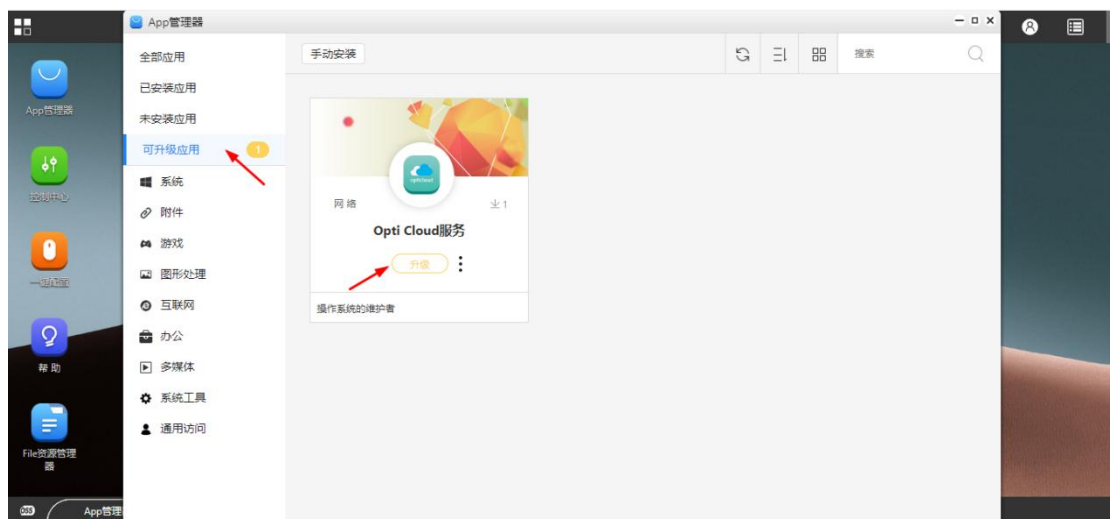 App管理器
全部应用
手动安装
搜索
已安装应用
App管理器
未安装应用
可升级应用
1
系统
控制中心
opticloud
网络
1
附件
Opti Cloud服务
游戏
升级
一键配置
图形处理
互联网
操作系统的维护者
办公
帮助
多媒体
系统工具
通用访问
File资源管理
器
App管理